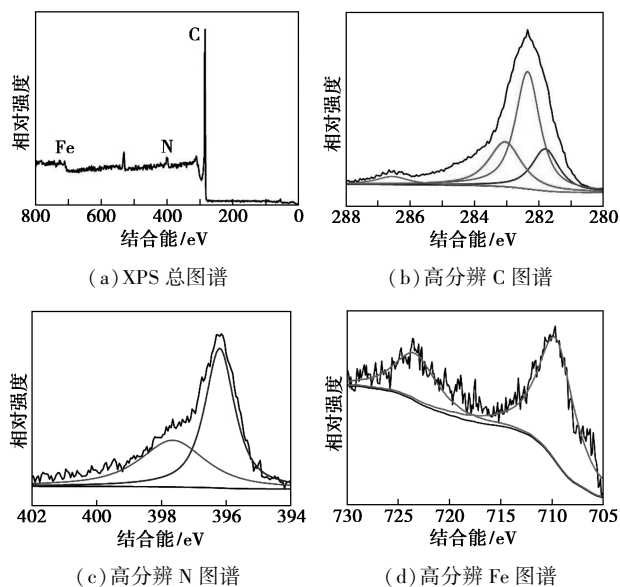 相对强度
C
Fe
N
800 600 400 200 0
结合能/eV
(a)XPS 总图谱
相对强度
288 286 284 282 280
结合能/eV
(b)高分辨 C 图谱
相对强度
402 400 398 396 394
结合能/eV
(c)高分辨 N 图谱
相对强度
730 725 720 715 710 705
结合能/eV
(d)高分辨 Fe 图谱